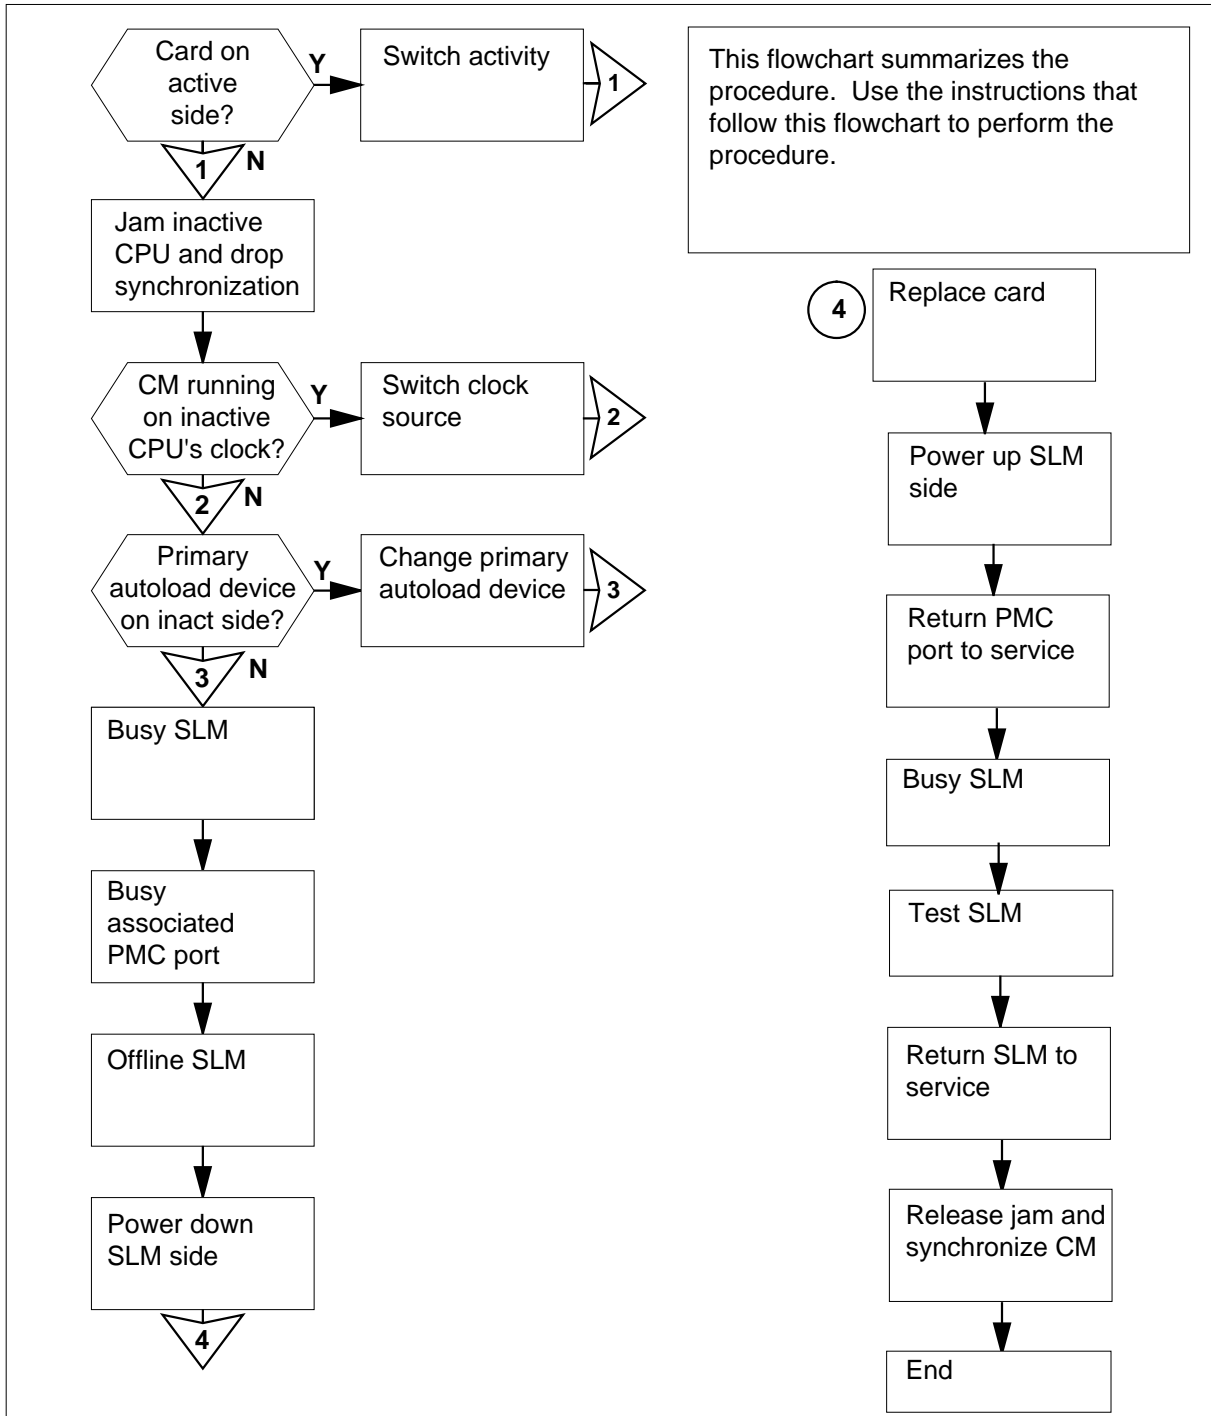 Card on
active
side?
Y
Switch activity
1
This flowchart summarizes the
procedure.  Use the instructions that
follow this flowchart to perform the
procedure.
1
N
Jam inactive
CPU and drop
synchronization
CM running
on inactive
CPU's clock?
Y
Switch clock
source
2
2
N
Primary
autoload device
on inact side?
Y
Change primary
autoload device
3
3
N
Busy SLM
Busy
associated
PMC port
Offline SLM
Power down
SLM side
4
4
Replace card
Power up SLM
side
Return PMC
port to service
Busy SLM
Test SLM
Return SLM to
service
Release jam and
synchronize CM
End